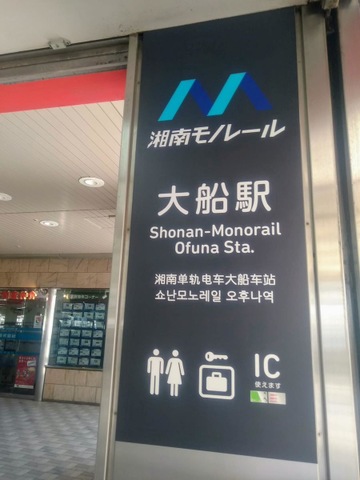 湘南モノレール
大船駅
Shonan-Monorail
Ofuna Sta.
湘南单轨电车大船车站
쇼난모노레일 오후나역
IC
使えます